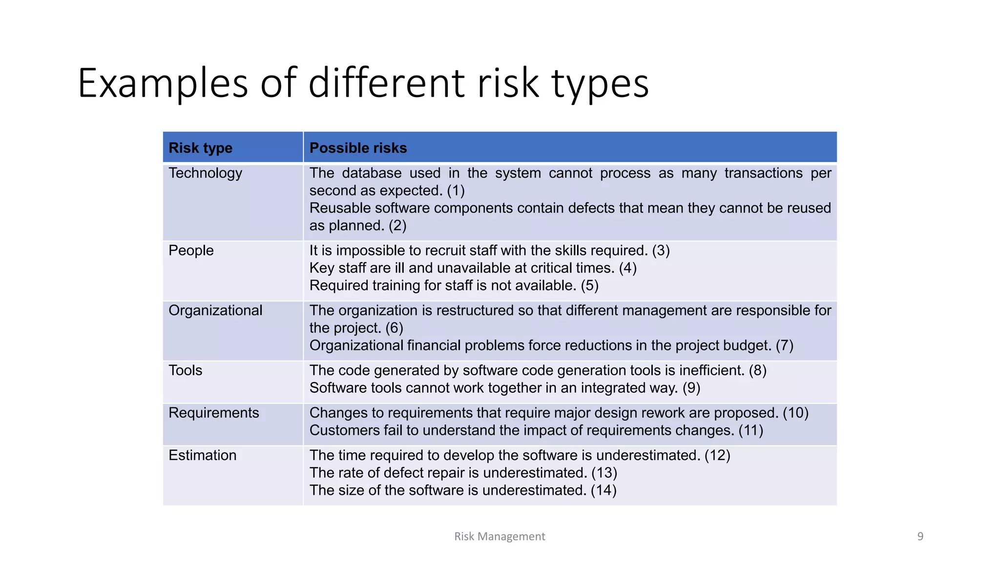 Examples of different risk types
Risk type
Possible risks
Technology
The database used in the system cannot process as many transactions per
second as expected. (1)
Reusable software components contain defects that mean they cannot be reused
as planned. (2)
People
It is impossible to recruit staff with the skills required. (3)
Key staff are ill and unavailable at critical times. (4)
Required training for staff is not available. (5)
Organizational
The organization is restructured so that different management are responsible for
the project. (6)
Organizational financial problems force reductions in the project budget. (7)
Tools
The code generated by software code generation tools is inefficient. (8)
Software tools cannot work together in an integrated way. (9)
Requirements
Changes to requirements that require major design rework are proposed. (10)
Customers fail to understand the impact of requirements changes. (11)
Estimation
The time required to develop the software is underestimated. (12)
The rate of defect repair is underestimated. (13)
The size of the software is underestimated. (14)
Risk Management
9